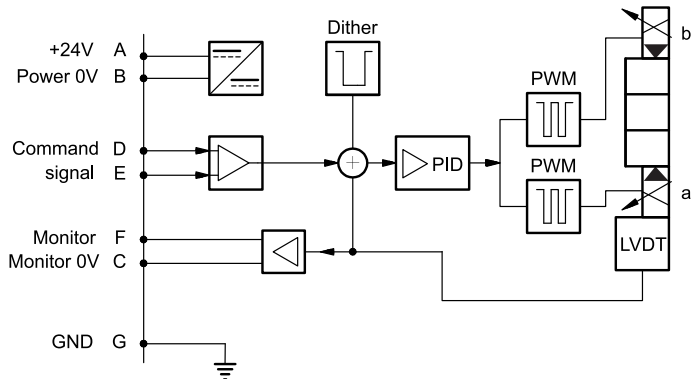 Dither
+24V A
Power 0V B
b
PWM
Command D
signal E
PID
PWM
a
Monitor F
Monitor 0V C
LVDT
GND G